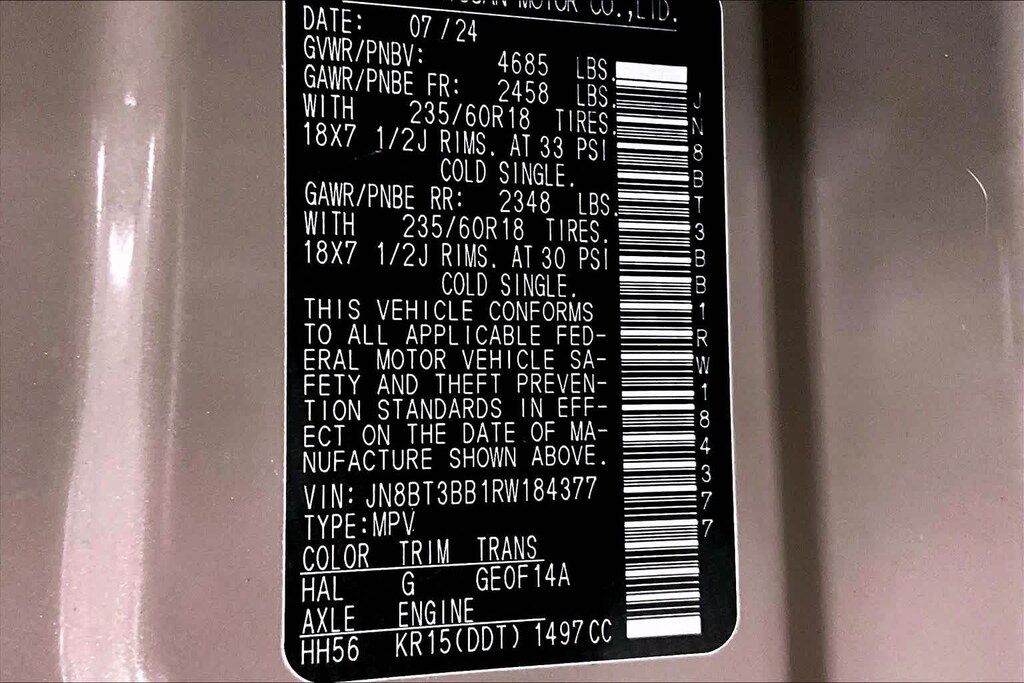 MOTOR CO.,LTD.
DATE: 07/24
GVWR/PNBV: 4685 LBS.
GAWR/PNBE FR: 2458 LBS.
WITH 235/60R18 TIRES.
18X7 1/2J RIMS. AT 33 PSI
COLD SINGLE.
GAWR/PNBE RR: 2348 LBS.
WITH 235/60R18 TIRES.
18X7 1/2J RIMS. AT 30 PSI
COLD SINGLE.
THIS VEHICLE CONFORMS
TO ALL APPLICABLE FED-
ERAL MOTOR VEHICLE SA-
FETY AND THEFT PREVEN-
TION STANDARDS IN EFF-
ECT ON THE DATE OF MA-
NUFACTURE SHOWN ABOVE.
VIN: JN8BT3BB1RW184377
TYPE:MPV
COLOR TRIM TRANS
HAL G GE0F14A
AXLE ENGINE
HH56 KR15(DDT) 1497CC
JN8BT3BB1RW184377